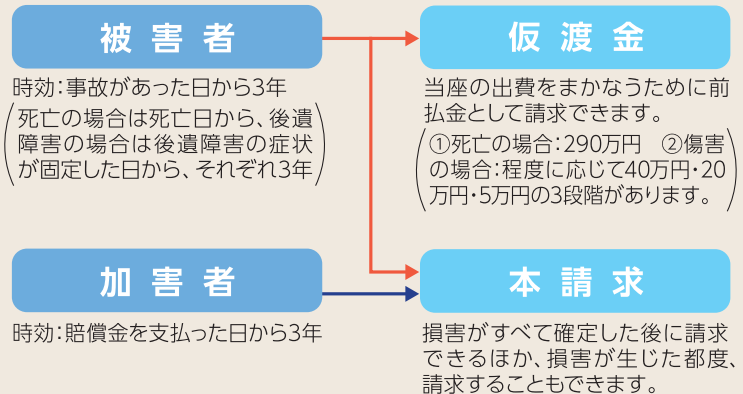 被害者
時効：事故があった日から3年
（死亡の場合は死亡日から、後遺
障害の場合は後遺障害の症状
が固定した日から、それぞれ3年）
仮渡金
当座の出費をまかなうために前
払金として請求できます。
（①死亡の場合：290万円　②傷害
の場合：程度に応じて40万円・20
万円・5万円の3段階があります。）
加害者
時効：賠償金を支払った日から3年
本請求
損害がすべて確定した後に請求
できるほか、損害が生じた都度、
請求することもできます。